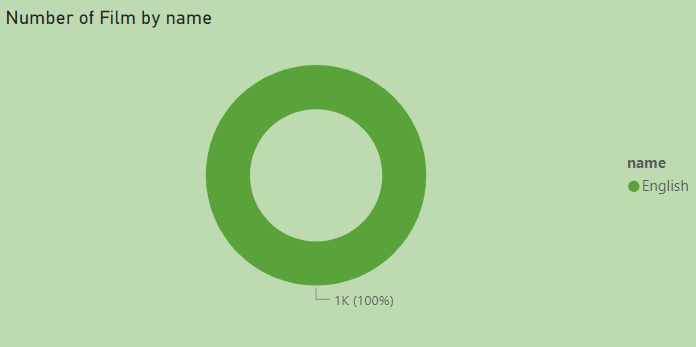 Number of Film by name
name
English
1K (100%)